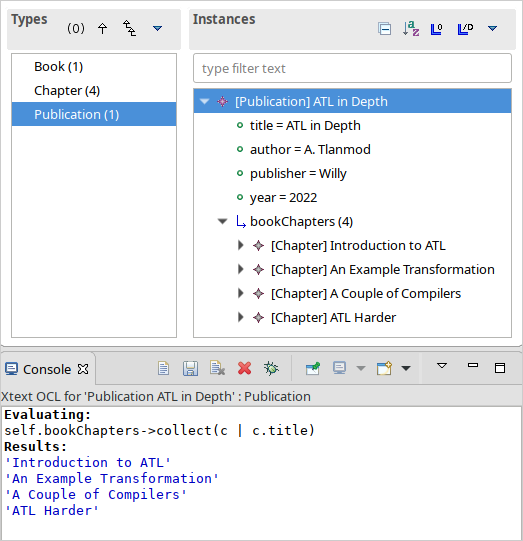 Types
(0)
Instances
Book (1)
Chapter (4)
Publication (1)
type filter text
[Publication] ATL in Depth
title = ATL in Depth
author = A. Tlanmod
publisher = Willy
year = 2022
bookChapters (4)
[Chapter] Introduction to ATL
[Chapter] An Example Transformation
[Chapter] A Couple of Compilers
[Chapter] ATL Harder
Console
Xtext OCL for 'Publication ATL in Depth' : Publication
Evaluating:
self.bookChapters->collect(c | c.title)
Results:
'Introduction to ATL'
'An Example Transformation'
'A Couple of Compilers'
'ATL Harder'